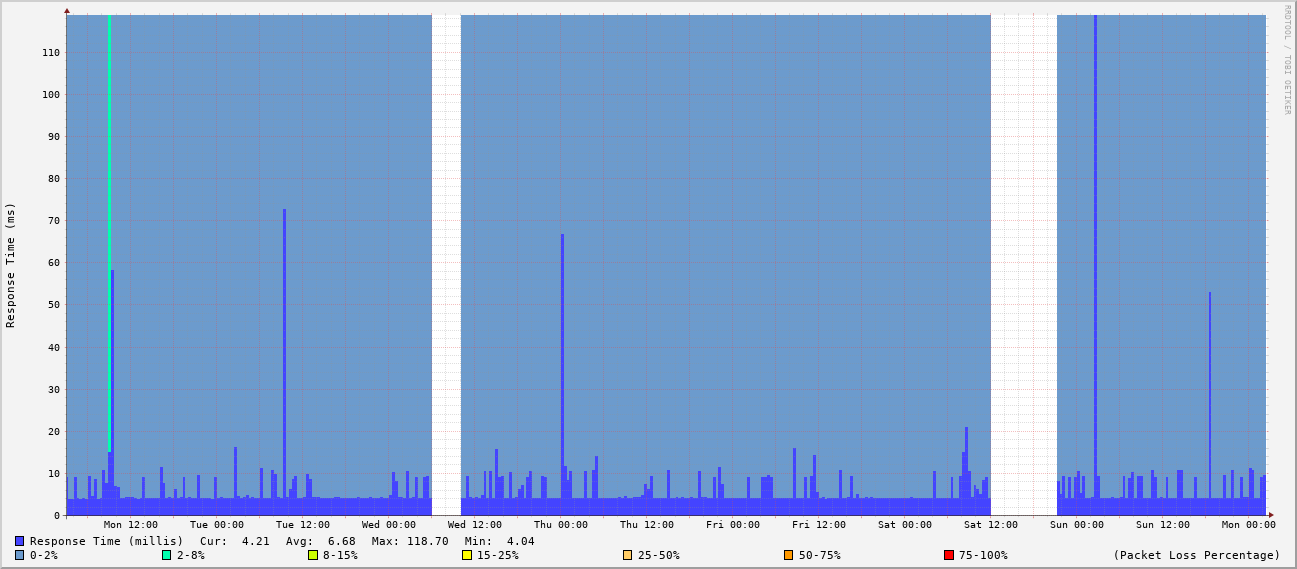 RRDTOOL / TOBI OETIKER
Response Time (ms)
110
100
90
80
70
60
50
40
30
20
10
0
Mon 12:00 Tue 00:00 Tue 12:00 Wed 00:00 Wed 12:00 Thu 00:00 Thu 12:00 Fri 00:00 Fri 12:00 Sat 00:00 Sat 12:00 Sun 00:00 Sun 12:00 Mon 00:00
Response Time (millis) Cur: 4.21 Avg: 6.68 Max: 118.70 Min: 4.04
0-2% 2-8% 8-15% 15-25% 25-50% 50-75% 75-100% (Packet Loss Percentage)